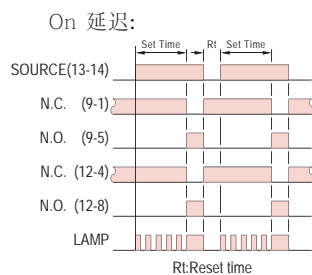 On 延迟:
Set Time Rt Set Time
SOURCE(13-14)
N.C. (9-1)
N.O. (9-5)
N.C. (12-4)
N.O. (12-8)
LAMP
Rt:Reset time